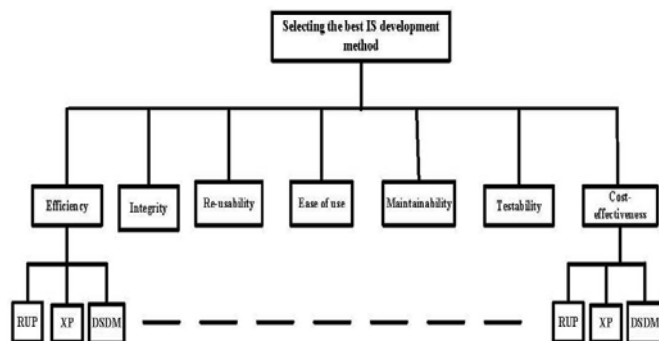 Selecting the best IS development
method
Efficiency
Integrity
Re-usability
Ease of use
Maintainability
Testability
Cost-
effectiveness
RUP
XP
DSDM
RUP
XP
DSDM